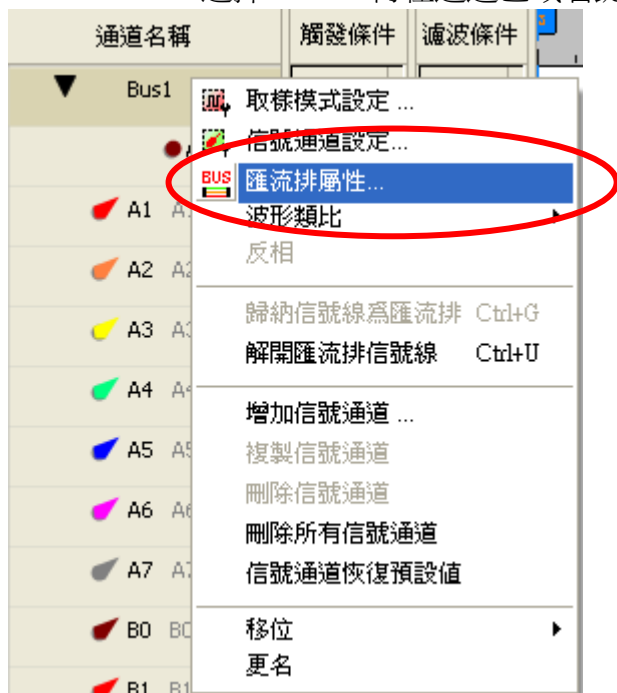 通道名稱 觸發條件 濾波條件
Bus1
取樣模式設定 ...
信號通道設定...
BUS 匯流排屬性...
A1
波形類比
反相
A2
歸納信號線為匯流排 Ctrl+G
A3
解開匯流排信號線 Ctrl+U
A4
增加信號通道 ...
A5 A5
複製信號通道
刪除信號通道
A6
刪除所有信號通道
A7
信號通道恢復預設值
B0
移位
更名
B1 B1